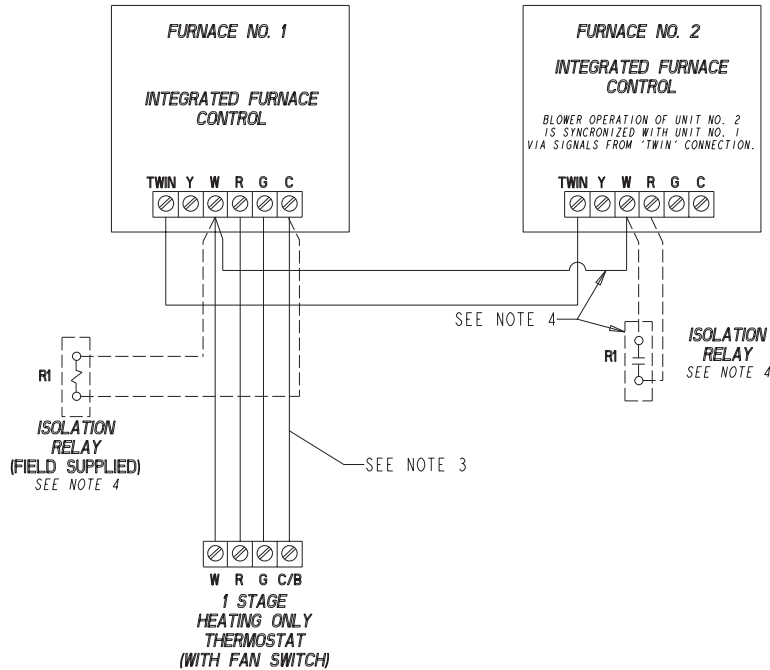 FURNACE NO. 1
INTEGRATED FURNACE
CONTROL
TWIN Y W R G C
FURNACE NO. 2
INTEGRATED FURNACE
CONTROL
BLOWER OPERATION OF UNIT NO. 2
IS SYNCRONIZED WITH UNIT NO. 1
VIA SIGNALS FROM 'TWIN' CONNECTION.
TWIN Y W R G C
SEE NOTE 4
R1
ISOLATION
RELAY
SEE NOTE 4
R1
ISOLATION
RELAY
(FIELD SUPPLIED)
SEE NOTE 4
SEE NOTE 3
W R G C/B
1 STAGE
HEATING ONLY
THERMOSTAT
(WITH FAN SWITCH)